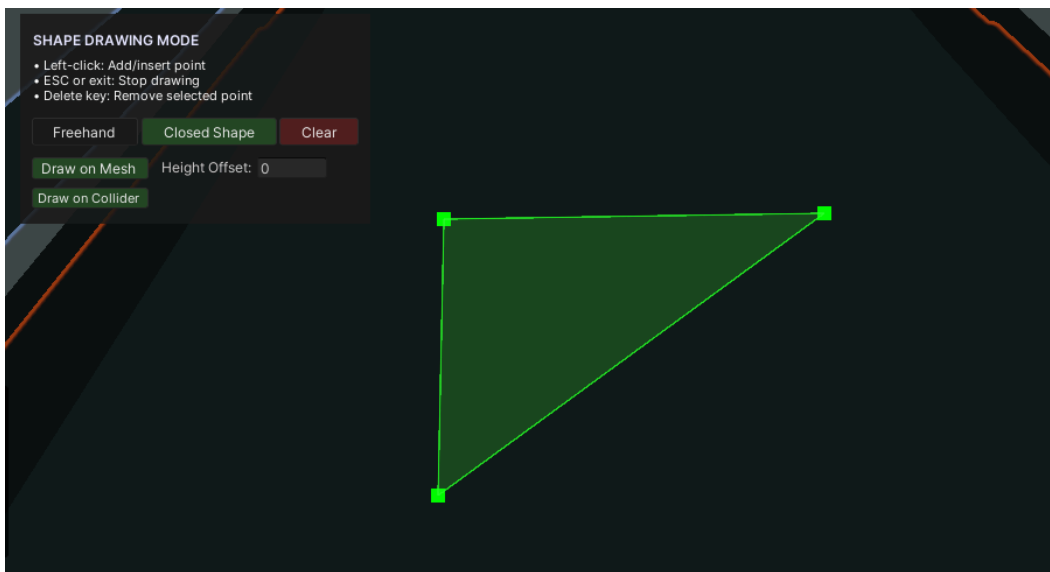 SHAPE DRAWING MODE
• Left-click: Add/insert point
• ESC or exit: Stop drawing
• Delete key: Remove selected point
Freehand Closed Shape Clear
Draw on Mesh Height Offset: 0
Draw on Collider